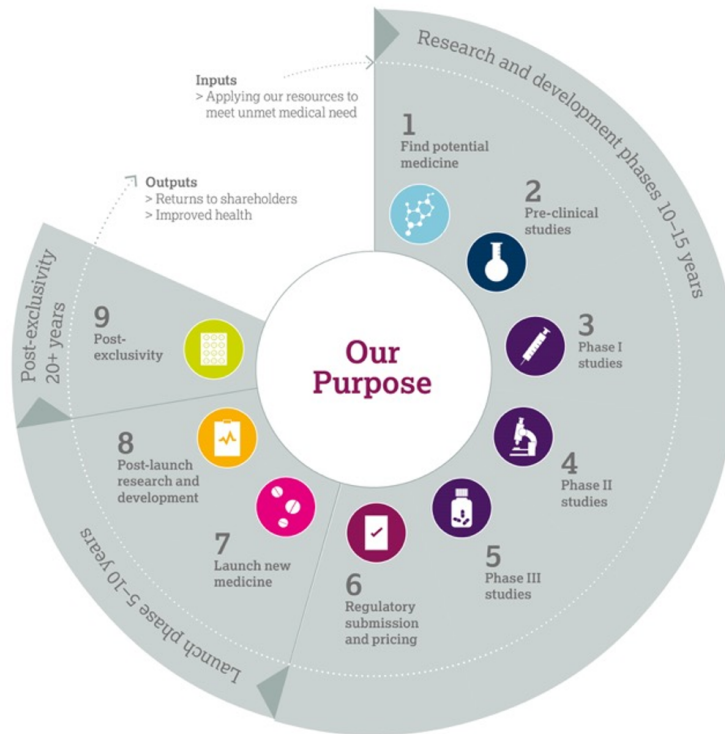 Research and development phases 10–15 years
Inputs
> Applying our resources to
meet unmet medical need
1
Find potential
medicine
2
Pre-clinical
studies
3
Phase I
studies
4
Phase II
studies
5
Phase III
studies
6
Regulatory
submission
and pricing
Launch phase 5–10 years
7
Launch new
medicine
8
Post-launch
research and
development
Post-exclusivity
20+ years
9
Post-
exclusivity
Outputs
> Returns to shareholders
> Improved health
Our
Purpose